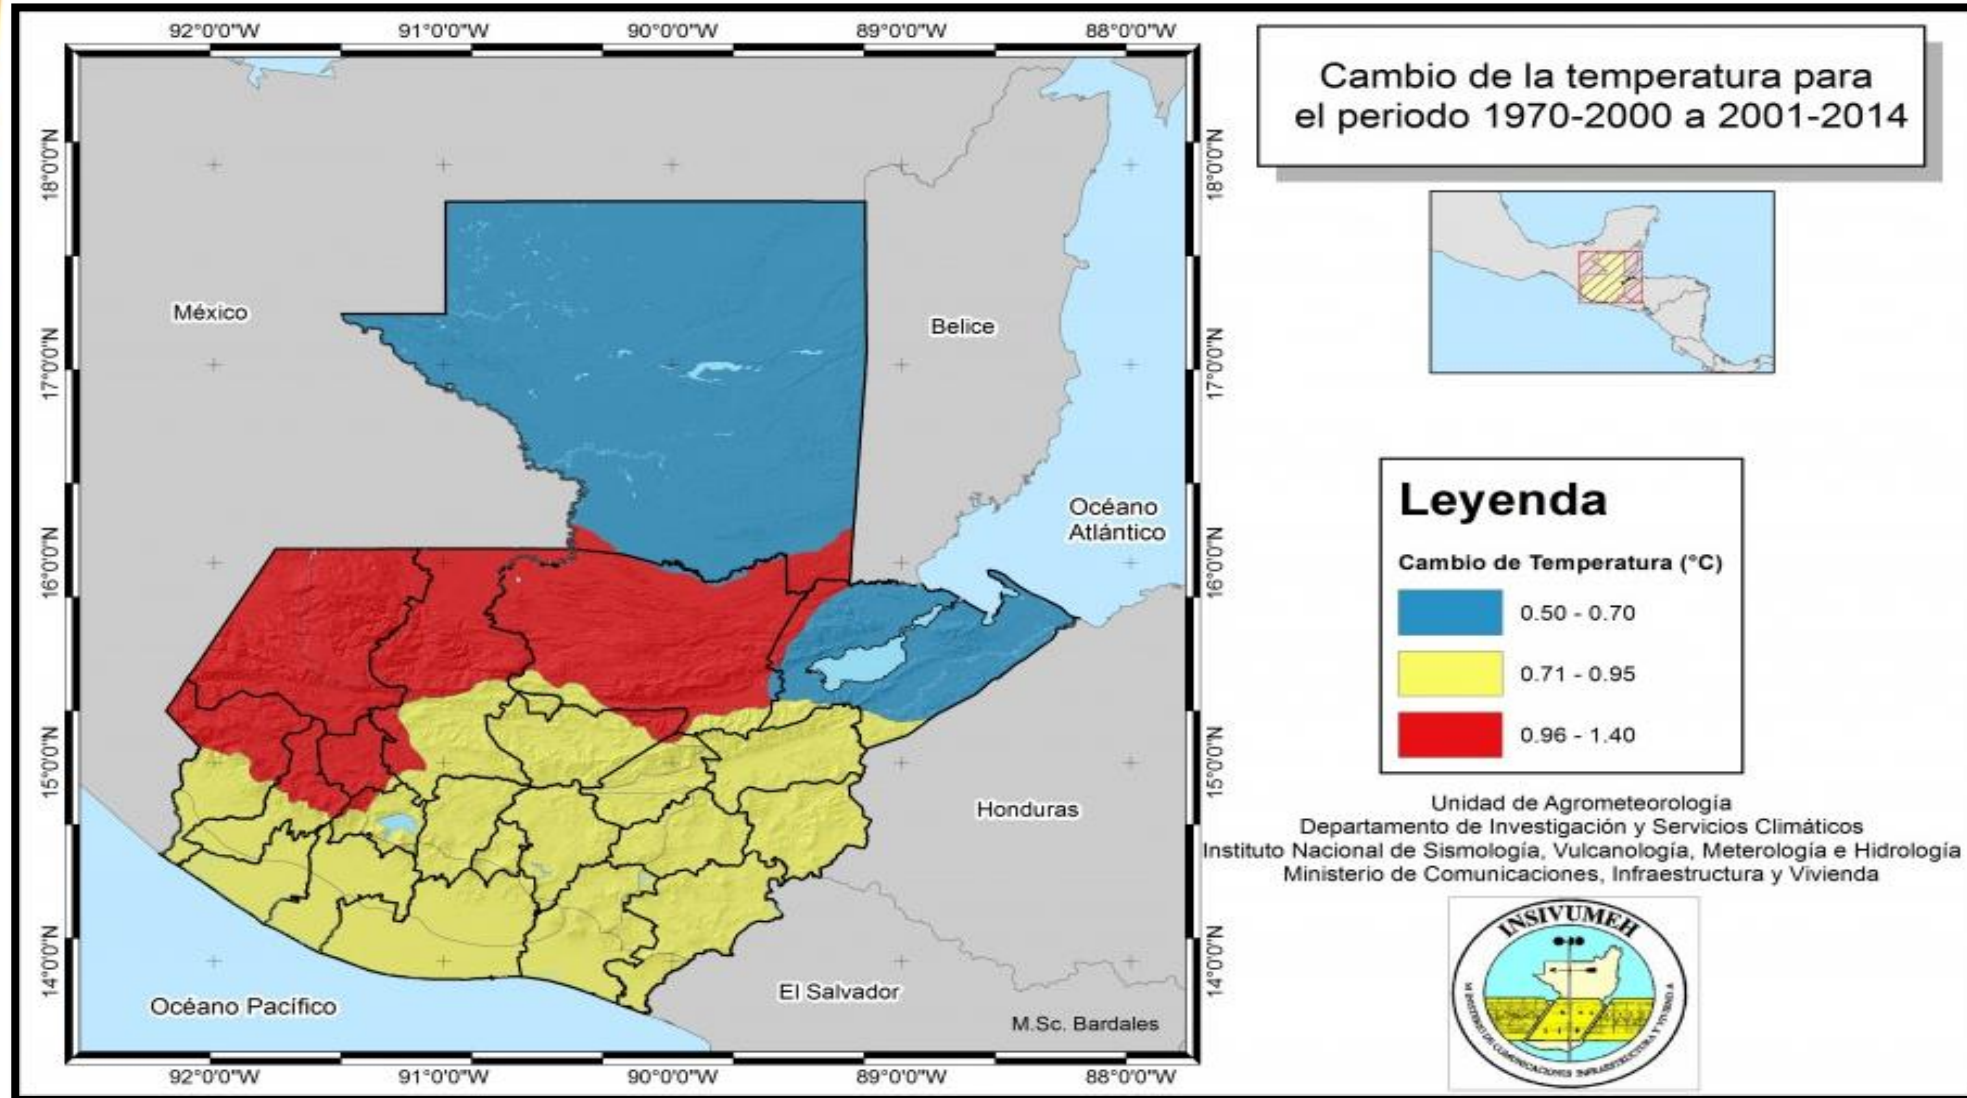 Cambio de la temperatura para
el periodo 1970-2000 a 2001-2014
92°0'0"W
91°0'0"W
90°0'0"W
89°0'0"W
88°0'0"W
18°0'0"N
17°0'0"N
16°0'0"N
15°0'0"N
14°0'0"N
18°0'0"N
17°0'0"N
16°0'0"N
15°0'0"N
14°0'0"N
México
Belice
Océano
Atlántico
Honduras
El Salvador
Océano Pacífico
M.Sc. Bardales
92°0'0"W
91°0'0"W
90°0'0"W
89°0'0"W
88°0'0"W
Leyenda
Cambio de Temperatura (°C)
0.50 - 0.70
0.71 - 0.95
0.96 - 1.40
Unidad de Agrometeorología
Departamento de Investigación y Servicios Climáticos
Instituto Nacional de Sismología, Vulcanología, Meterología e Hidrología
Ministerio de Comunicaciones, Infraestructura y Vivienda
INSIVUMEH
MINISTERIO DE COMUNICACIONES INFRAESTRUCTURA Y VIVIENDA